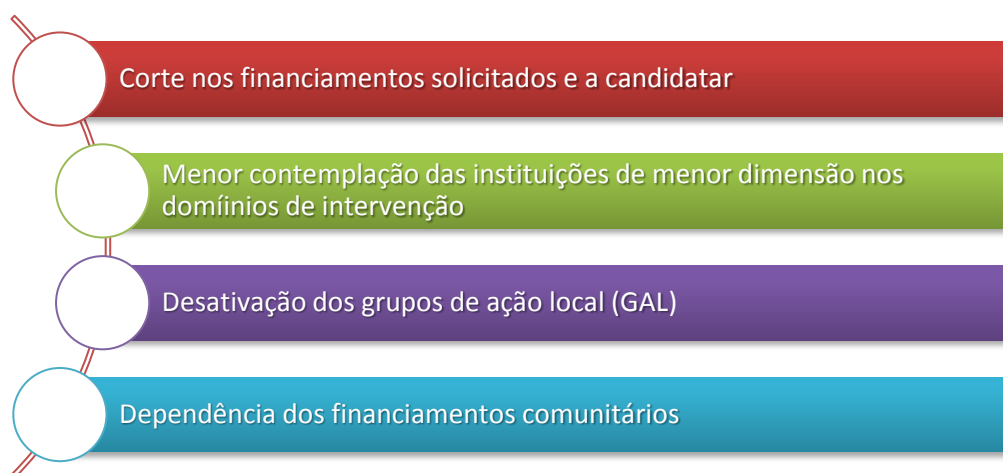 Corte nos financiamentos solicitados e a candidatar
Menor contemplação das instituições de menor dimensão nos
domíinios de intervenção
Desativação dos grupos de ação local (GAL)
Dependência dos financiamentos comunitários